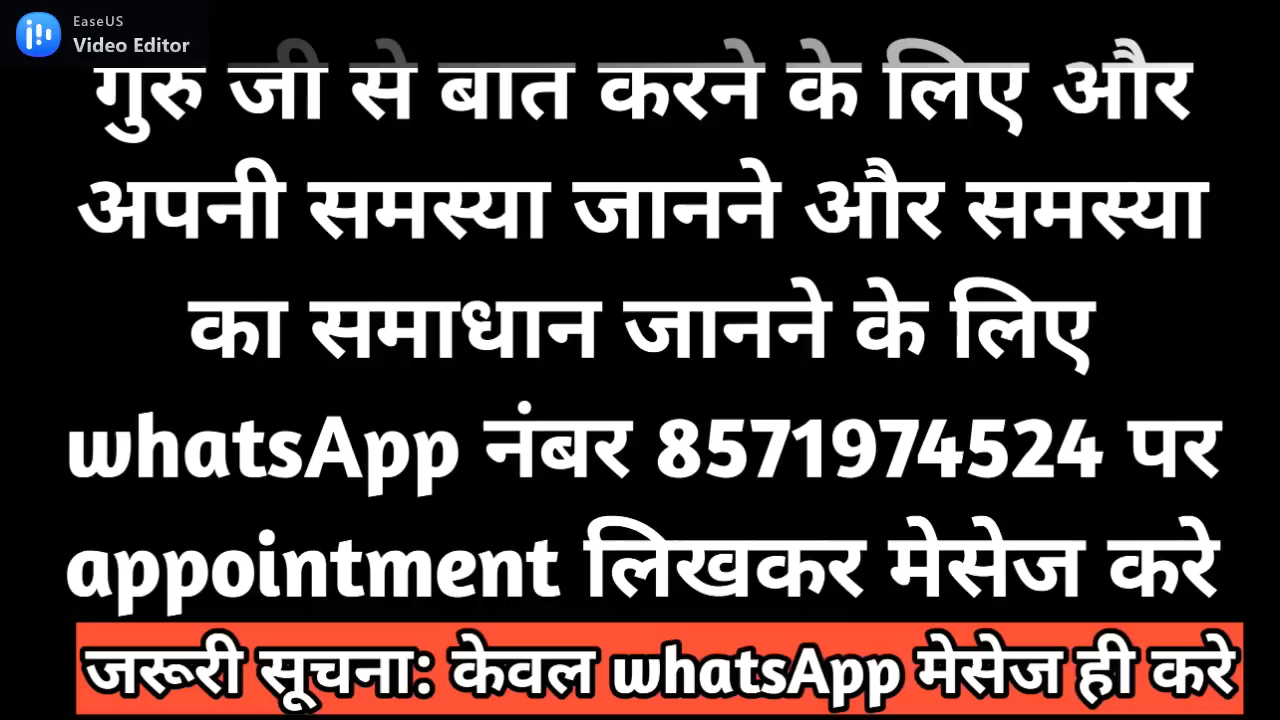 EaseUS
Video Editor
गुरु जी से बात करने के लिए और
अपनी समस्या जानने और समस्या
का समाधान जानने के लिए
whatsApp नंबर 8571974524 पर
appointment लिखकर मेसेज करे
जरूरी सूचना: केवल whatsApp मेसेज ही करे